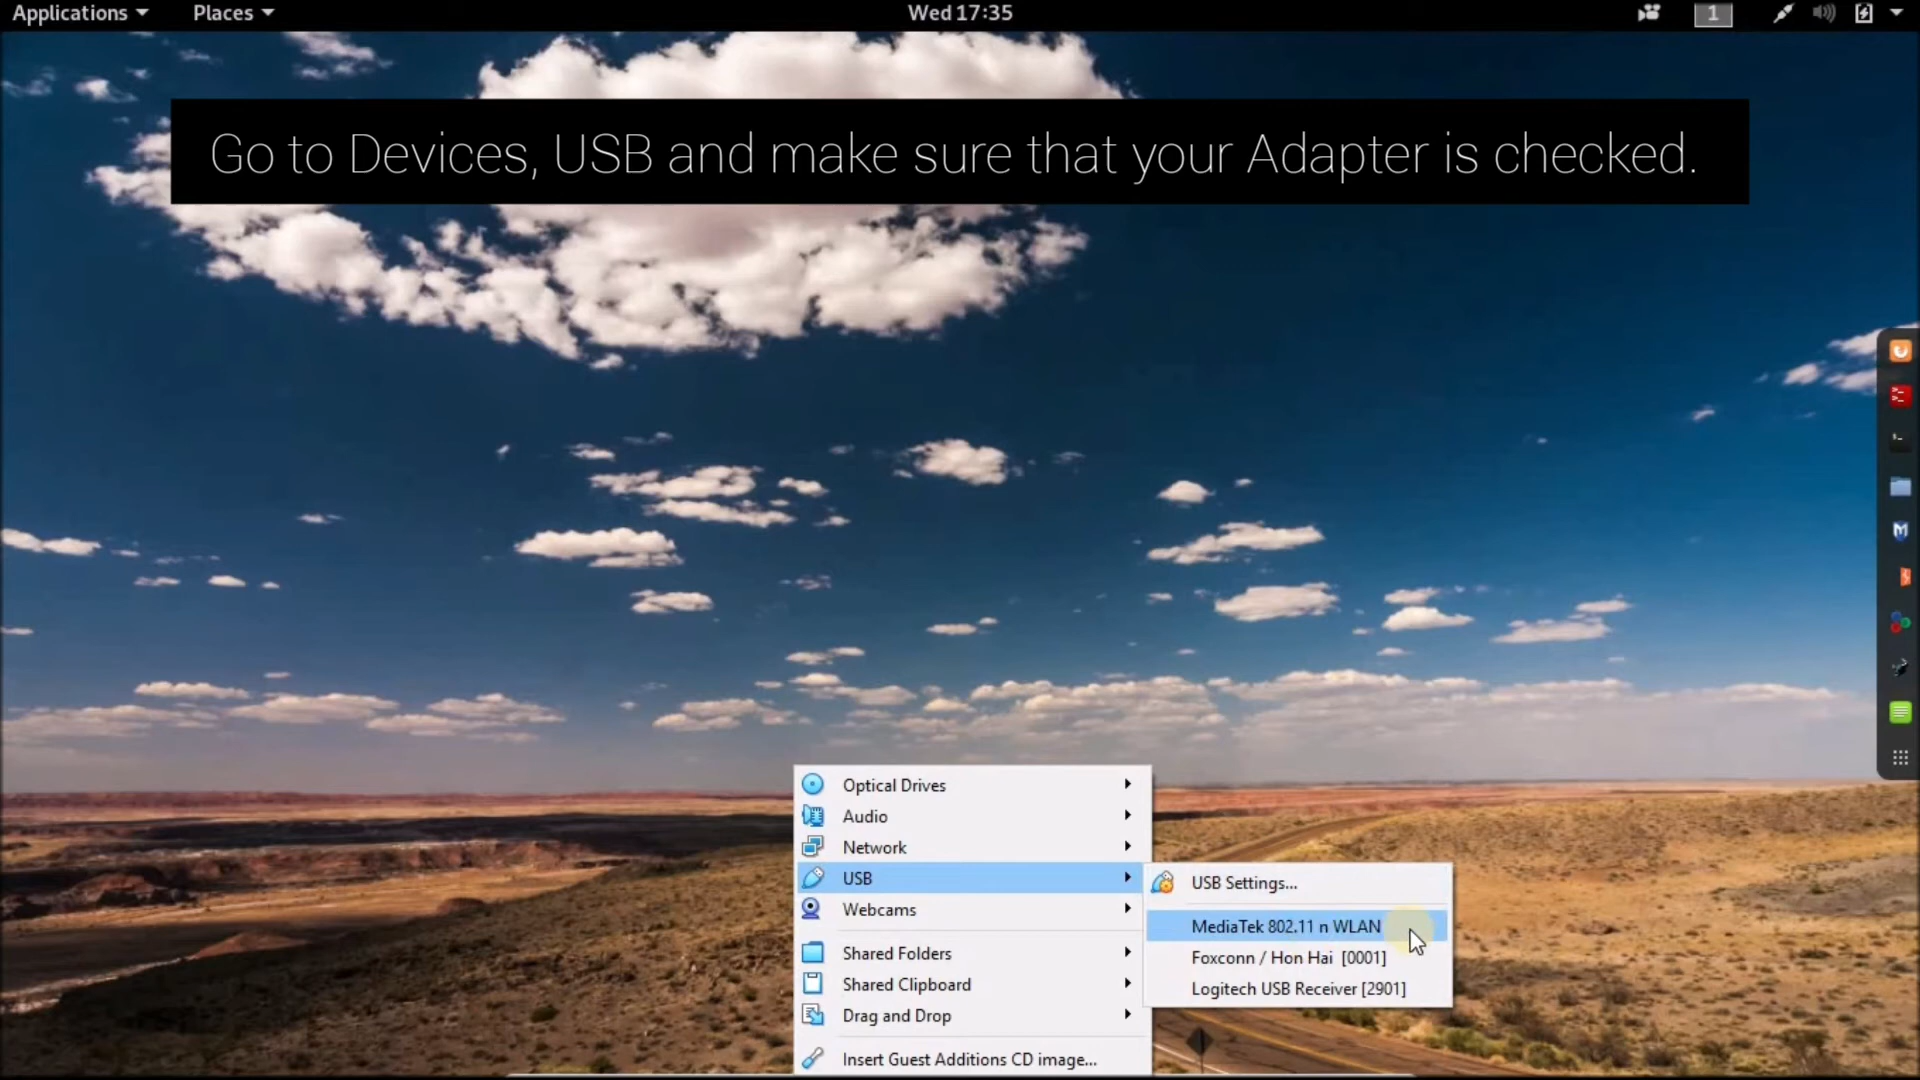 Applications Places Wed 17:35 1
Go to Devices, USB and make sure that your Adapter is checked.
Optical Drives
Audio
Network
USB
Webcams
Shared Folders
Shared Clipboard
Drag and Drop
Insert Guest Additions CD image...
USB Settings...
MediaTek 802.11 n WLAN
Foxconn / Hon Hai [0001]
Logitech USB Receiver [2901]